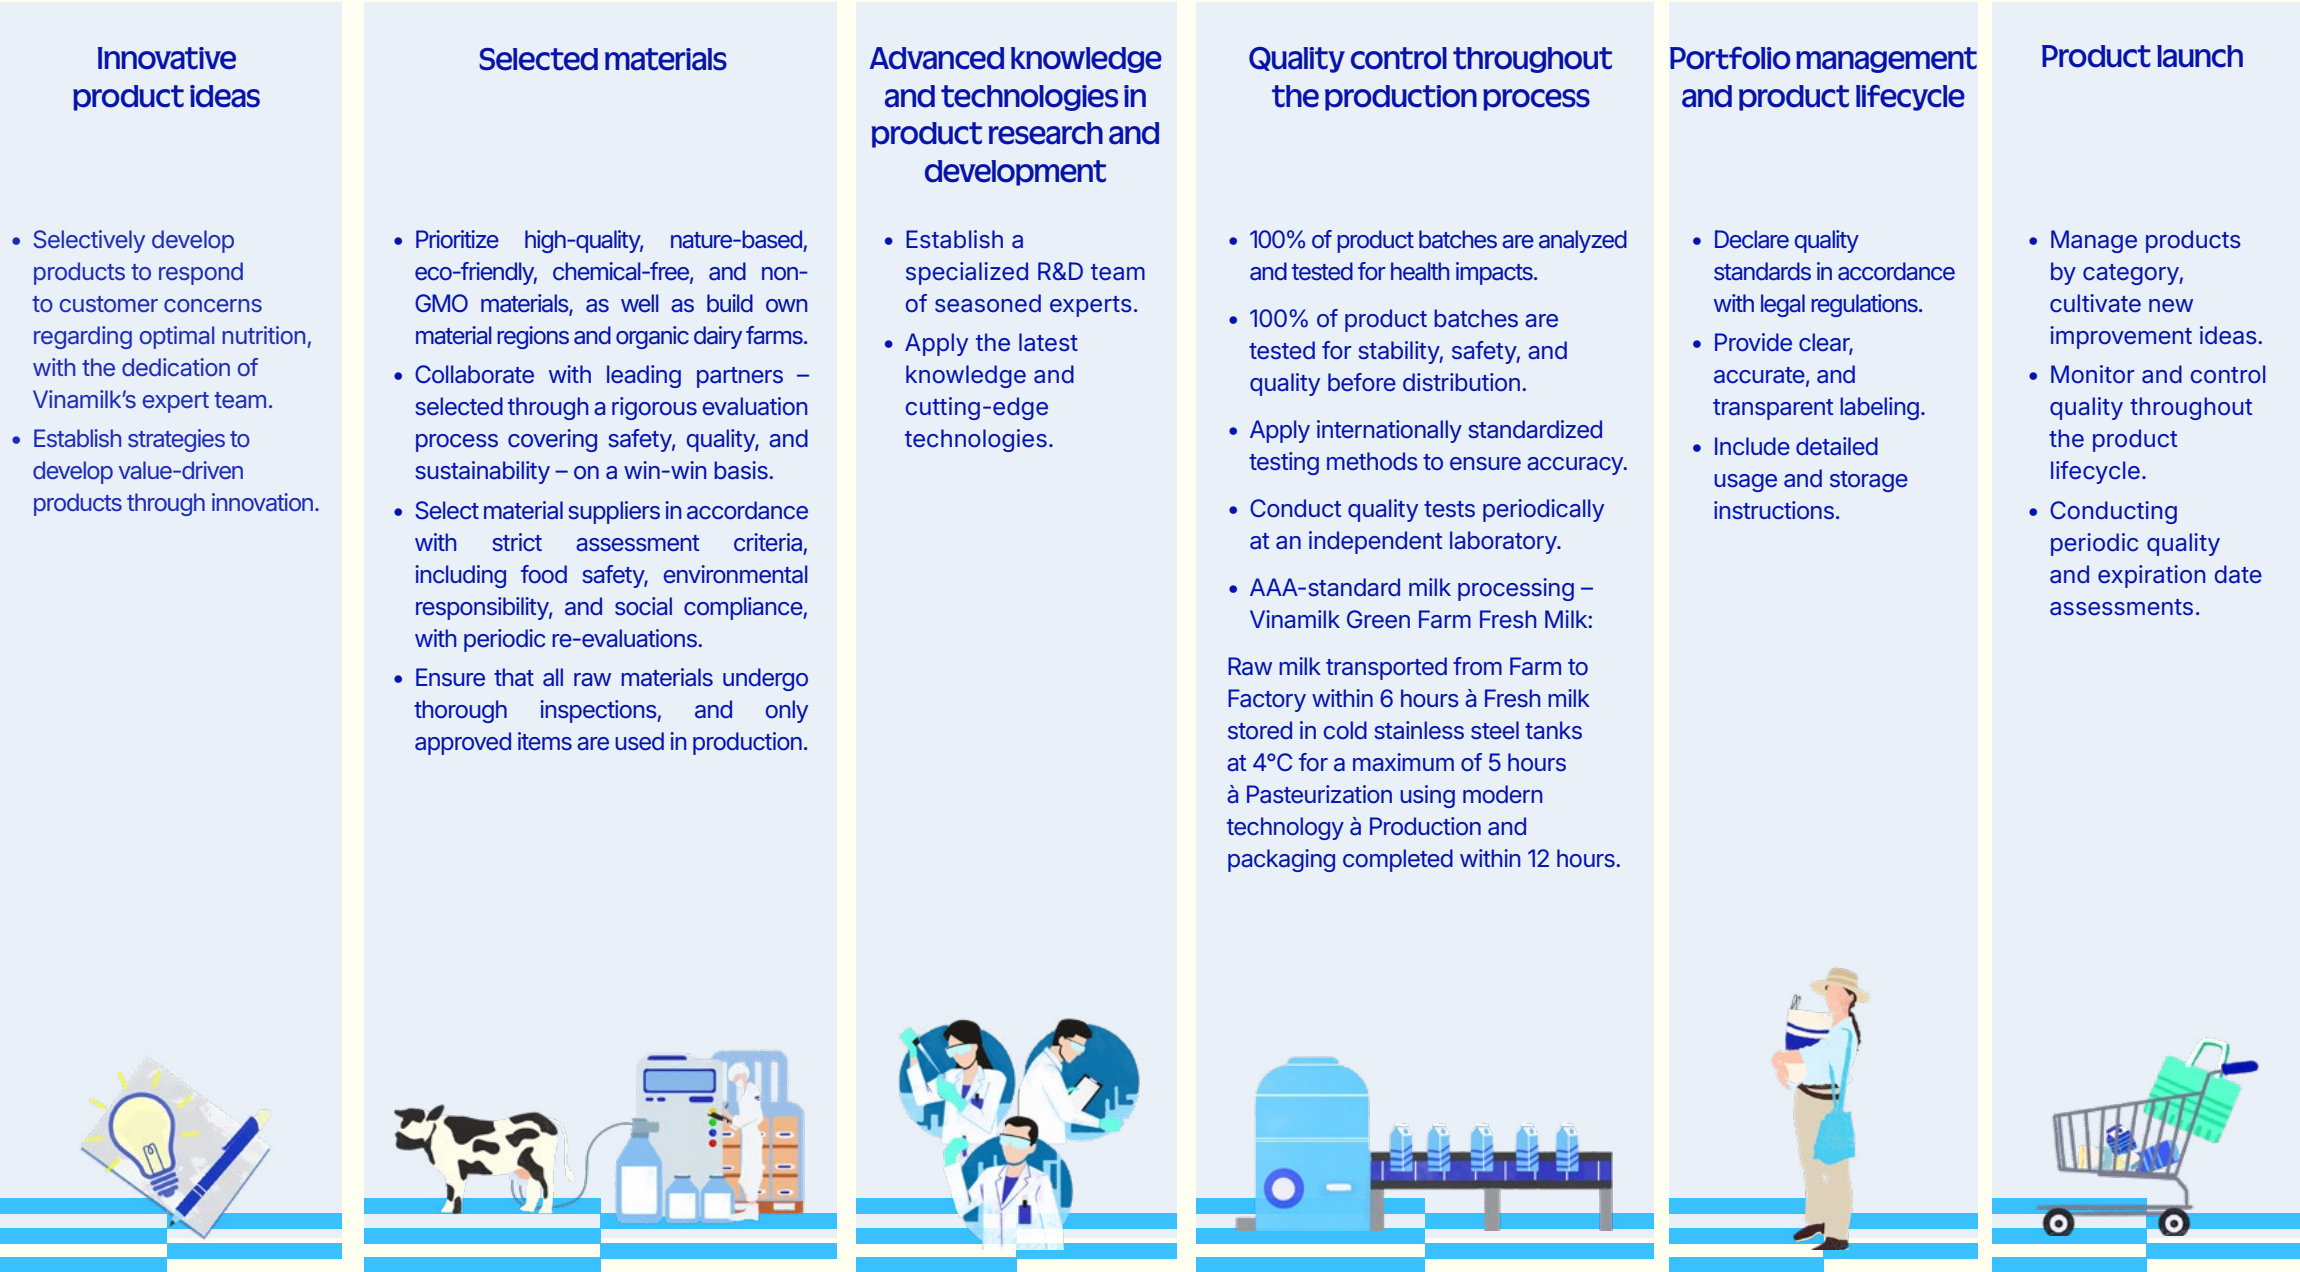 Innovative
product ideas
• Selectively develop
products to respond
to customer concerns
regarding optimal nutrition,
with the dedication of
Vinamilk’s expert team.
• Establish strategies to
develop value-driven
products through innovation.
Selected materials
• Prioritize high-quality, nature-based,
eco-friendly, chemical-free, and non-
GMO materials, as well as build own
material regions and organic dairy farms.
• Collaborate with leading partners –
selected through a rigorous evaluation
process covering safety, quality, and
sustainability – on a win-win basis.
• Select material suppliers in accordance
with strict assessment criteria,
including food safety, environmental
responsibility, and social compliance,
with periodic re-evaluations.
• Ensure that all raw materials undergo
thorough inspections, and only
approved items are used in production.
Advanced knowledge
and technologies in
product research and
development
• Establish a
specialized R&D team
of seasoned experts.
• Apply the latest
knowledge and
cutting-edge
technologies.
Quality control throughout
the production process
• 100% of product batches are analyzed
and tested for health impacts.
• 100% of product batches are
tested for stability, safety, and
quality before distribution.
• Apply internationally standardized
testing methods to ensure accuracy.
• Conduct quality tests periodically
at an independent laboratory.
• AAA-standard milk processing –
Vinamilk Green Farm Fresh Milk:
Raw milk transported from Farm to
Factory within 6 hours à Fresh milk
stored in cold stainless steel tanks
at 4°C for a maximum of 5 hours
à Pasteurization using modern
technology à Production and
packaging completed within 12 hours.
Portfolio management
and product lifecycle
• Declare quality
standards in accordance
with legal regulations.
• Provide clear,
accurate, and
transparent labeling.
• Include detailed
usage and storage
instructions.
Product launch
• Manage products
by category,
cultivate new
improvement ideas.
• Monitor and control
quality throughout
the product
lifecycle.
• Conducting
periodic quality
and expiration date
assessments.